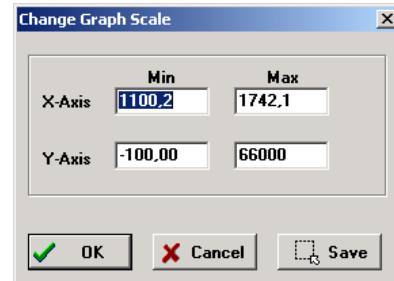 Change Graph Scale
Min Max
X-Axis 1100,2 1742,1
Y-Axis -100,00 66000
OK Cancel Save